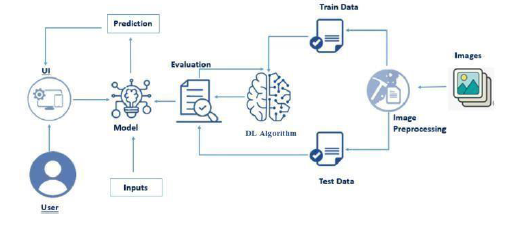 Train Data
Prediction
Images
Evaluation
UI
Model
DL Algorithm
Image
Preprocessing
Test Data
Inputs
User